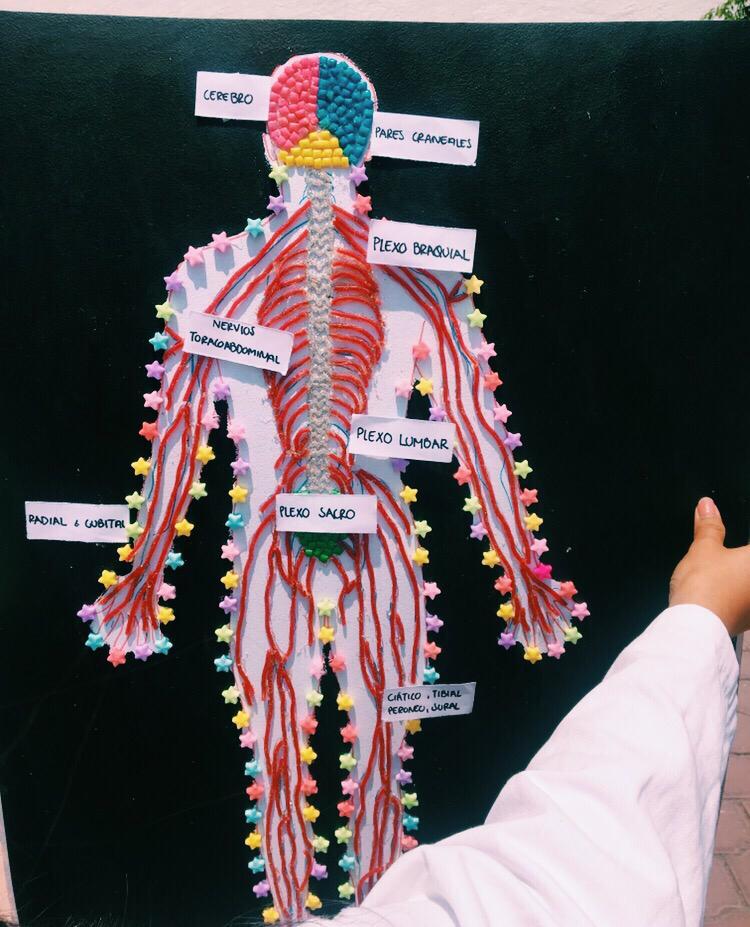 CEREBRO
PARES CRANEALES
PLEXO BRAQUIAL
NERVIOS
TORACOABDOMINAL
PLEXO LUMBAR
PLEXO SACRO
RADIAL & CUBITAL
CIÁTICO, TIBIAL
PERONEO, SURAL